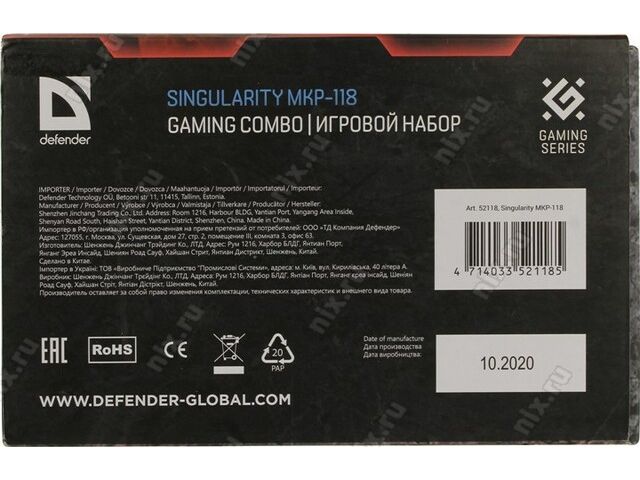 defender
SINGULARITY MKP-118
GAMING COMBO | ИГРОВОЙ НАБОР
GAMING
SERIES
IMPORTER / Importer / Dovozce / Dovozca / Maahantuoja / Importőr / Importatorul / Importeur:
Defender Technology OÜ, Betooni str. 11, 11415, Tallinn, Estonia.
Manufacturer / Producent / Výrobce / Výrobca / Valmistaja / Tillverkare / Producător / Hersteller:
Shenzhen Jinchang Trading Co., Ltd. Address: Room 1216, Harbour BLDG, Yantian Port, Yangang Area Inside,
Shenyan Road South, Haishan Street, Yantian District, Shenzhen, China. Made in China.
Импортер в РФ/организация уполномоченная на прием претензий от потребителей: ООО «ТД Компания Дефендер»
Адрес: 127055, г. Москва, ул. Сущевская, дом 27, стр 2, помещение III, комната 3, офис 63.
Изготовитель: Шенжень Джинчанг Трэйдинг Ко., ЛТД. Адрес: Рум 1216, Харбор БЛДГ, Янтиан Порт,
Янганг Эреа Инсайд, Шеньян Роад Саус, Хайшан Стрит, Янтиан Дистрикт, Шеньжень, Китай.
Сделано в Китае.
Імпортер в Україні: ТОВ «Виробниче Підприємство "Промислові Системи», адреса: м. Київ, вул. Кирилівська, 40 літера А.
Виробник: Шеньжень Джинчанг Трейдінг Ко., ЛТД. Адреса: Рум 1216, Харбор БЛДГ, Янтіан Порт, Янганг ереа інсайд, Шенян
Роад Сауф, Хайшан Стріт, Янтіан Дістрікт, Шенжень, Китай.
Производитель оставляет за собой право изменения комплектации, технических характеристик и внешнего вида товара.
Art. 52118, Singularity MKP-118
4 714033 521185
EAC
RoHS
CE
20
PAP
Date of manufacture
Дата производства:
Дата виробництва:
10.2020
WWW.DEFENDER-GLOBAL.COM
nix.ru